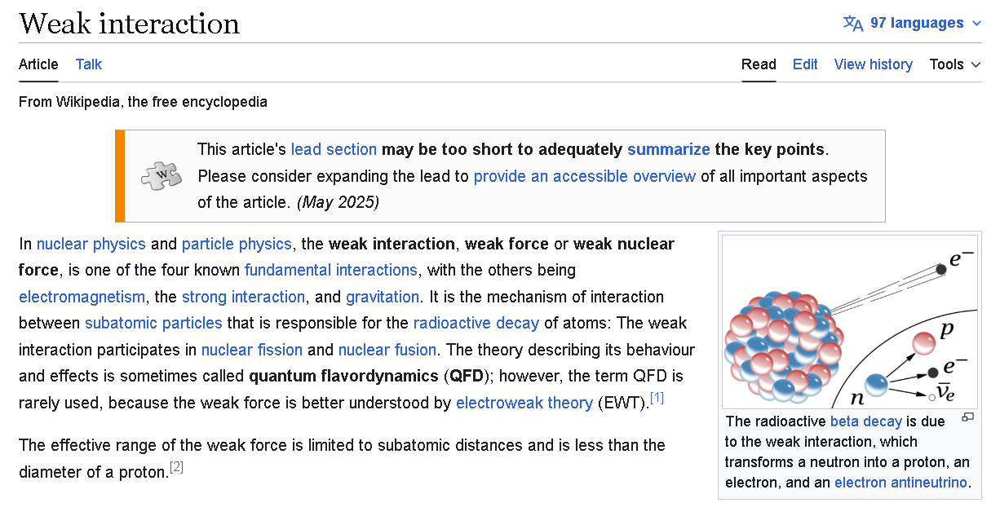 Weak interaction
97 languages
Article Talk
Read Edit View history Tools
From Wikipedia, the free encyclopedia
W
This article's lead section may be too short to adequately summarize the key points.
Please consider expanding the lead to provide an accessible overview of all important aspects
of the article. (May 2025)
In nuclear physics and particle physics, the weak interaction, weak force or weak nuclear
force, is one of the four known fundamental interactions, with the others being
electromagnetism, the strong interaction, and gravitation. It is the mechanism of interaction
between subatomic particles that is responsible for the radioactive decay of atoms: The weak
interaction participates in nuclear fission and nuclear fusion. The theory describing its behaviour
and effects is sometimes called quantum flavordynamics (QFD); however, the term QFD is
rarely used, because the weak force is better understood by electroweak theory (EWT).[1]
The effective range of the weak force is limited to subatomic distances and is less than the
diameter of a proton.[2]
e⁻
p
e⁻
n
ν̅e
The radioactive beta decay is due
to the weak interaction, which
transforms a neutron into a proton, an
electron, and an electron antineutrino.